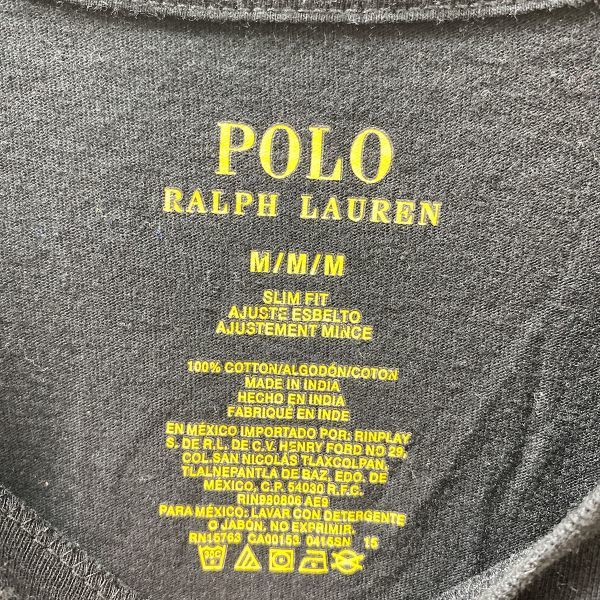 POLO
RALPH LAUREN
M/M/M
SLIM FIT
AJUSTE ESBELTO
AJUSTEMENT MINCE
100% COTTON/ALGODÓN/COTON
MADE IN INDIA
HECHO EN INDIA
FABRIQUÉ EN INDE
EN MÉXICO IMPORTADO POR: RINPLAY
S. DE R.L. DE C.V. HENRY FORD NO 29,
COL.SAN NICOLÁS TLAXCOLPAN,
TLALNEPANTLA DE BAZ, EDO. DE
MÉXICO, C.P. 54030 R.F.C.
RIN980806 AE9
PARA MÉXICO: LAVAR CON DETERGENTE
O JABÓN. NO EXPRIMIR
RN15763 CA00153 0416SN 15
30C